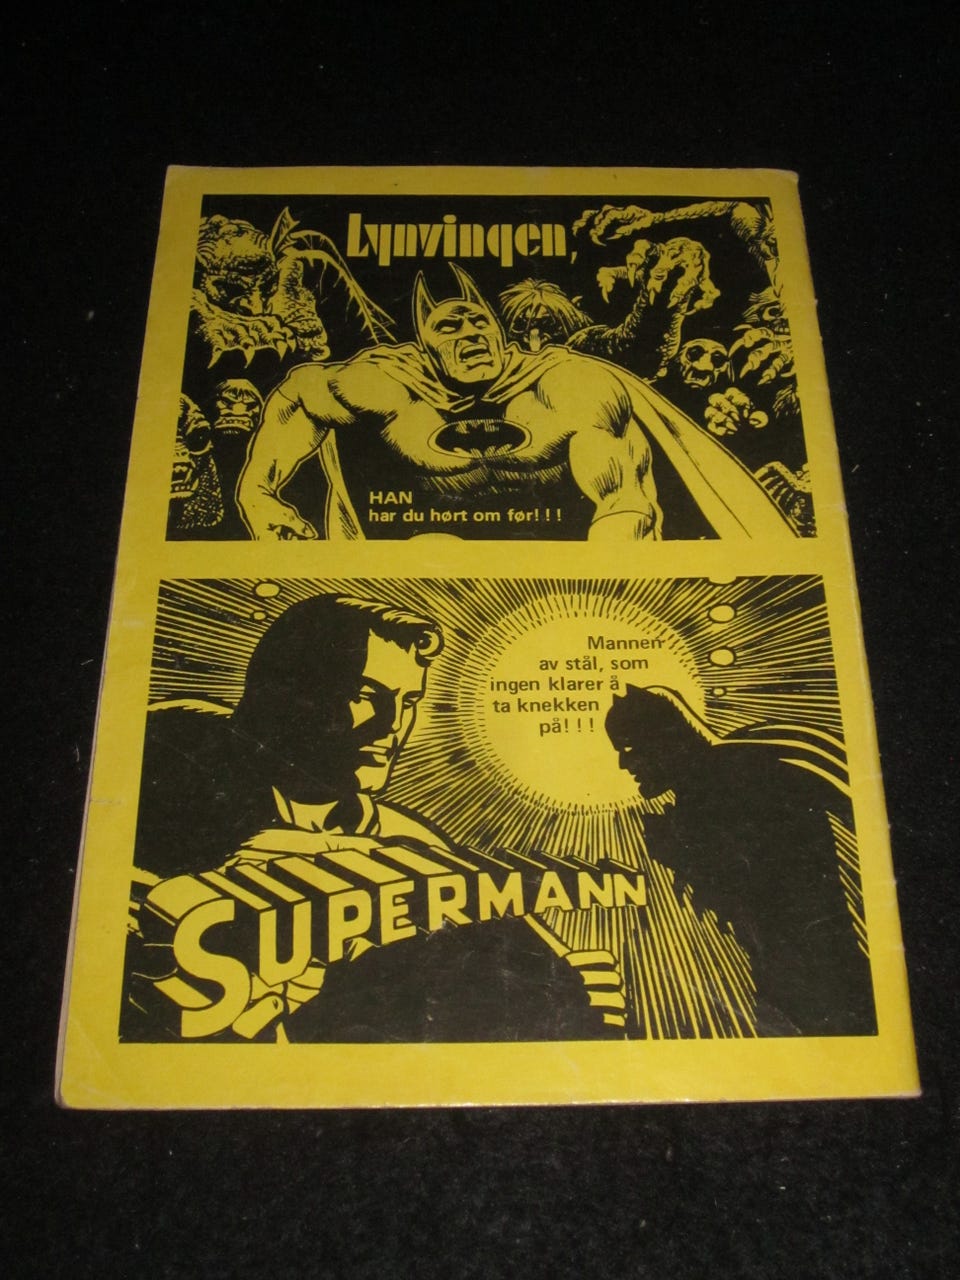 Lynvingen,
HAN
har du hørt om før!!!
Mannen
av stål, som
ingen klarer å
ta knekken
på!!!
SUPERMANN